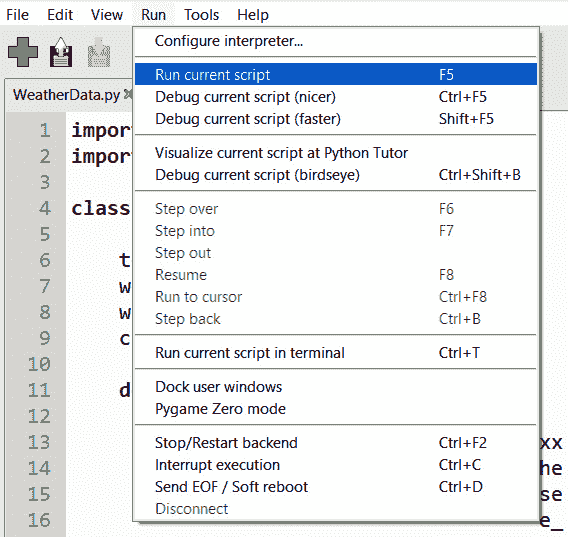 File Edit View Run Tools Help
Configure interpreter...
WeatherData.py
Run current script F5
Debug current script (nicer) Ctrl+F5
Debug current script (faster) Shift+F5
Visualize current script at Python Tutor
Debug current script (birdseye) Ctrl+Shift+B
Step over F6
Step into F7
Step out
Resume F8
Run to cursor Ctrl+F8
Step back Ctrl+B
Run current script in terminal Ctrl+T
Dock user windows
Pygame Zero mode
Stop/Restart backend Ctrl+F2
Interrupt execution Ctrl+C
Send EOF / Soft reboot Ctrl+D
Disconnect
1 impor
2 impor
3
4 class
5
6 t
7 w
8 w
9 c
10
11 d
12
13 xx
14 he
15 se
16 e_